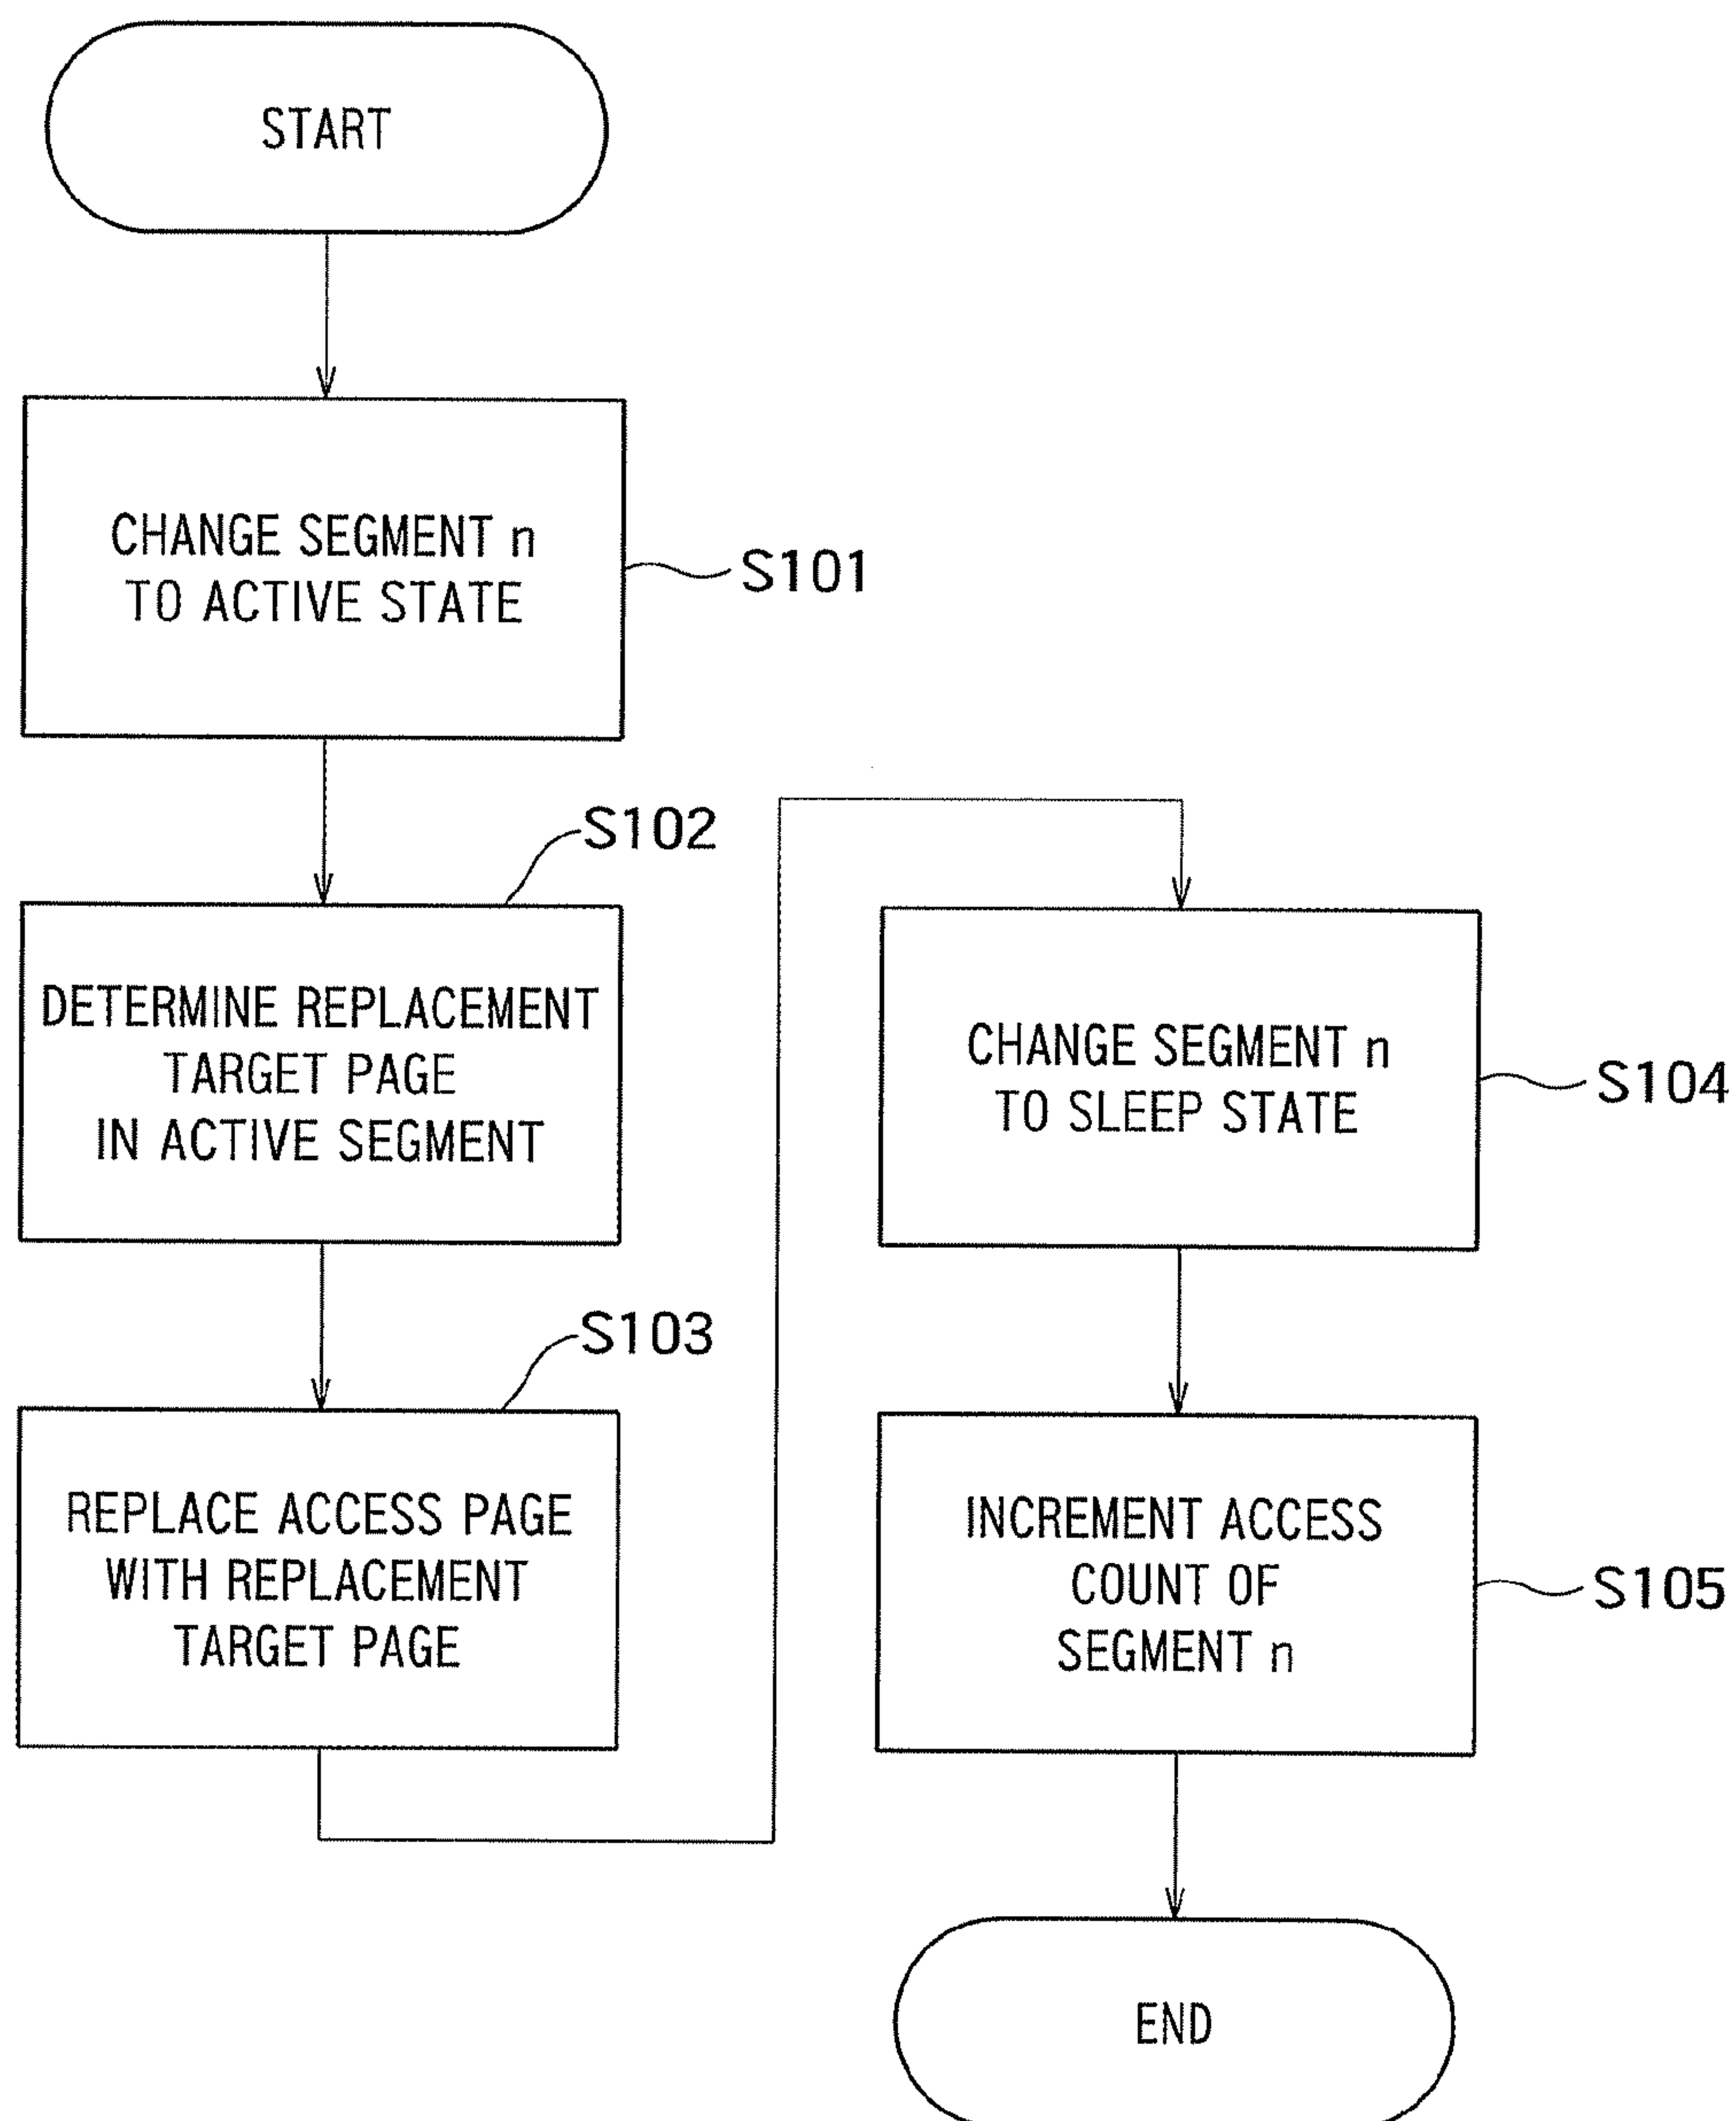 START
CHANGE SEGMENT n
TO ACTIVE STATE
S101
S102
DETERMINE REPLACEMENT
TARGET PAGE
IN ACTIVE SEGMENT
S103
REPLACE ACCESS PAGE
WITH REPLACEMENT
TARGET PAGE
CHANGE SEGMENT n
TO SLEEP STATE
S104
INCREMENT ACCESS
COUNT OF
SEGMENT n
S105
END